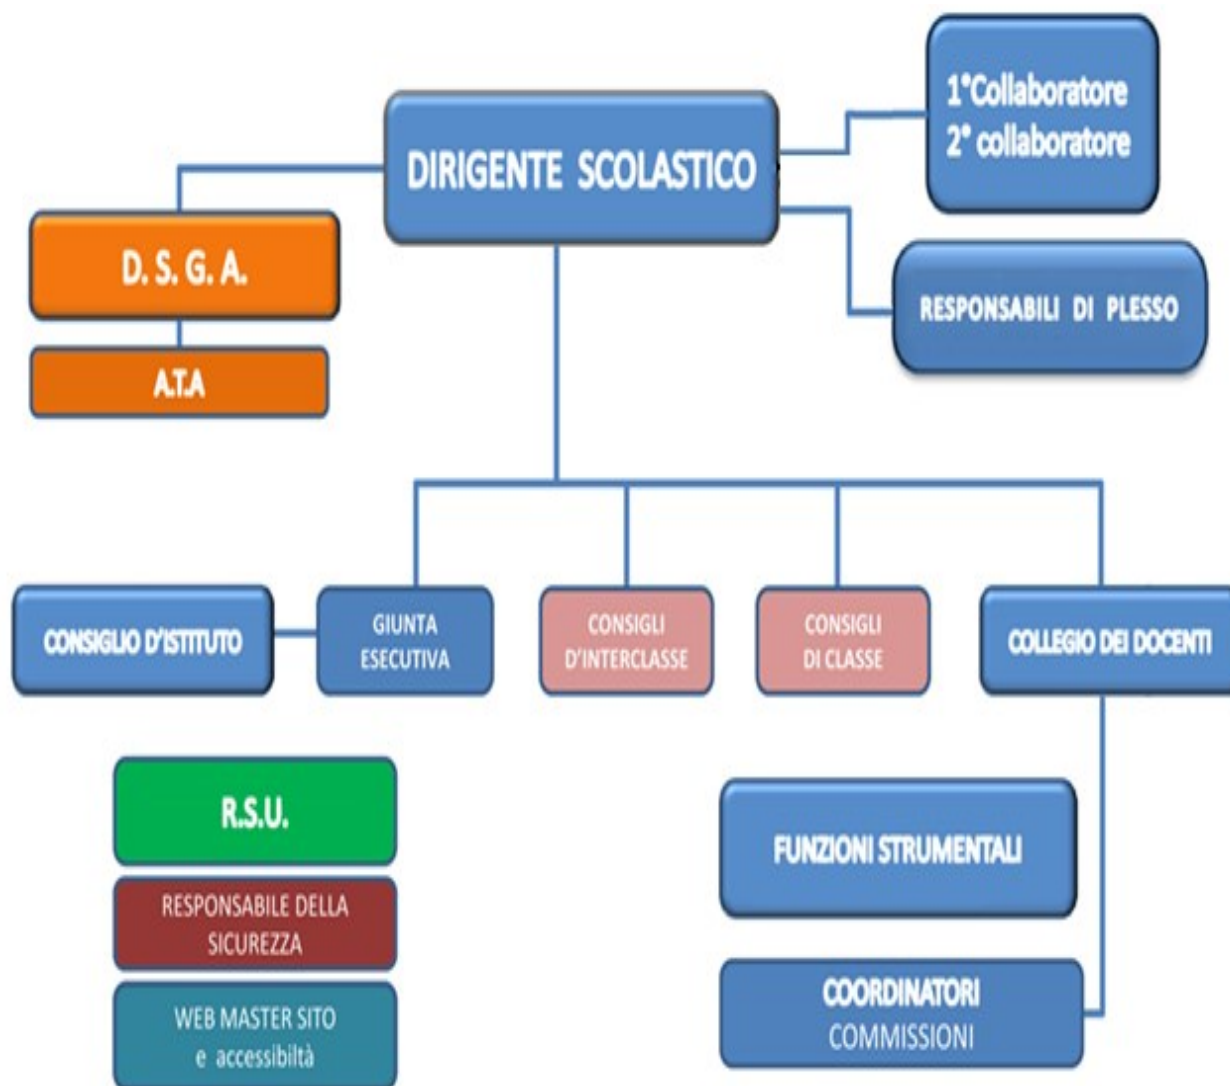 1°Collaboratore
2° collaboratore
DIRIGENTE SCOLASTICO
D. S. G. A.
RESPONSABILI DI PLESSO
A.T.A
CONSIGLIO D'ISTITUTO
GIUNTA
ESECUTIVA
CONSIGLI
D'INTERCLASSE
CONSIGLI
DI CLASSE
COLLEGIO DEI DOCENTI
R.S.U.
FUNZIONI STRUMENTALI
RESPONSABILE DELLA
SICUREZZA
COORDINATORI
COMMISSIONI
WEB MASTER SITO
e accessibiltà